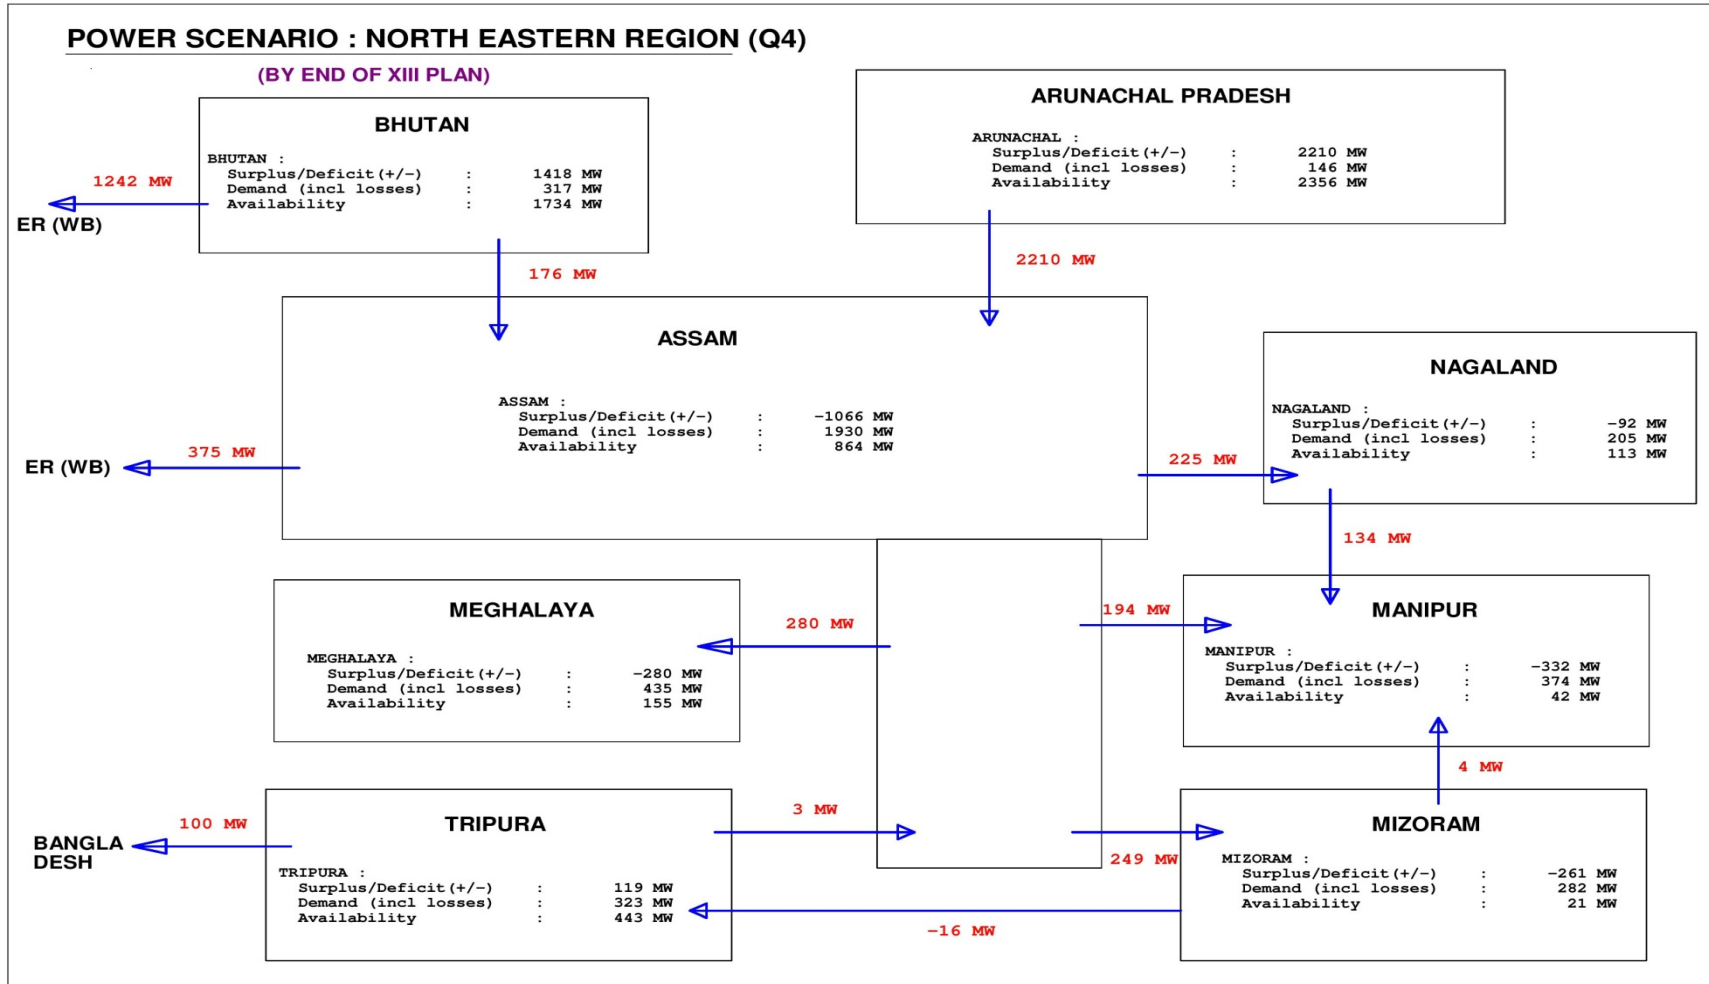 POWER SCENARIO : NORTH EASTERN REGION (Q4)
(BY END OF XIII PLAN)
BHUTAN
BHUTAN :
Surplus/Deficit(+/-) : 1418 MW
Demand (incl losses) : 317 MW
Availability : 1734 MW
1242 MW
ER (WB)
176 MW
ARUNACHAL PRADESH
ARUNACHAL :
Surplus/Deficit(+/-) : 2210 MW
Demand (incl losses) : 146 MW
Availability : 2356 MW
2210 MW
ASSAM
ASSAM :
Surplus/Deficit(+/-) : -1066 MW
Demand (incl losses) : 1930 MW
Availability : 864 MW
375 MW
ER (WB)
225 MW
NAGALAND
NAGALAND :
Surplus/Deficit(+/-) : -92 MW
Demand (incl losses) : 205 MW
Availability : 113 MW
134 MW
MEGHALAYA
MEGHALAYA :
Surplus/Deficit(+/-) : -280 MW
Demand (incl losses) : 435 MW
Availability : 155 MW
280 MW
194 MW
MANIPUR
MANIPUR :
Surplus/Deficit(+/-) : -332 MW
Demand (incl losses) : 374 MW
Availability : 42 MW
4 MW
100 MW
BANGLA
DESH
TRIPURA
TRIPURA :
Surplus/Deficit(+/-) : 119 MW
Demand (incl losses) : 323 MW
Availability : 443 MW
3 MW
249 MW
-16 MW
MIZORAM
MIZORAM :
Surplus/Deficit(+/-) : -261 MW
Demand (incl losses) : 282 MW
Availability : 21 MW